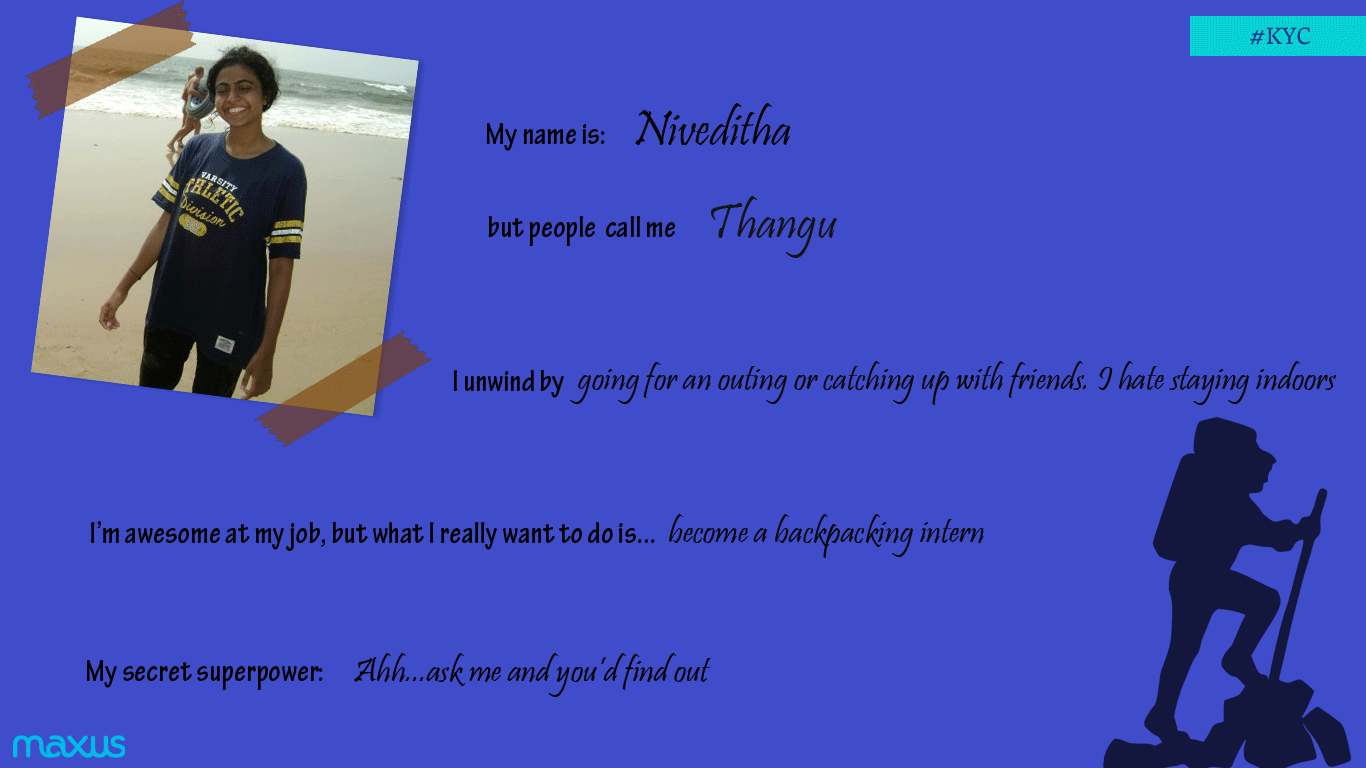 #KYC
My name is: Niveditha
but people call me Thangu
I unwind by going for an outing or catching up with friends. I hate staying indoors
I'm awesome at my job, but what I really want to do is... become a backpacking intern
My secret superpower: Ahh...ask me and you'd find out
maxus
VARSITY
ATHLETIC
Division